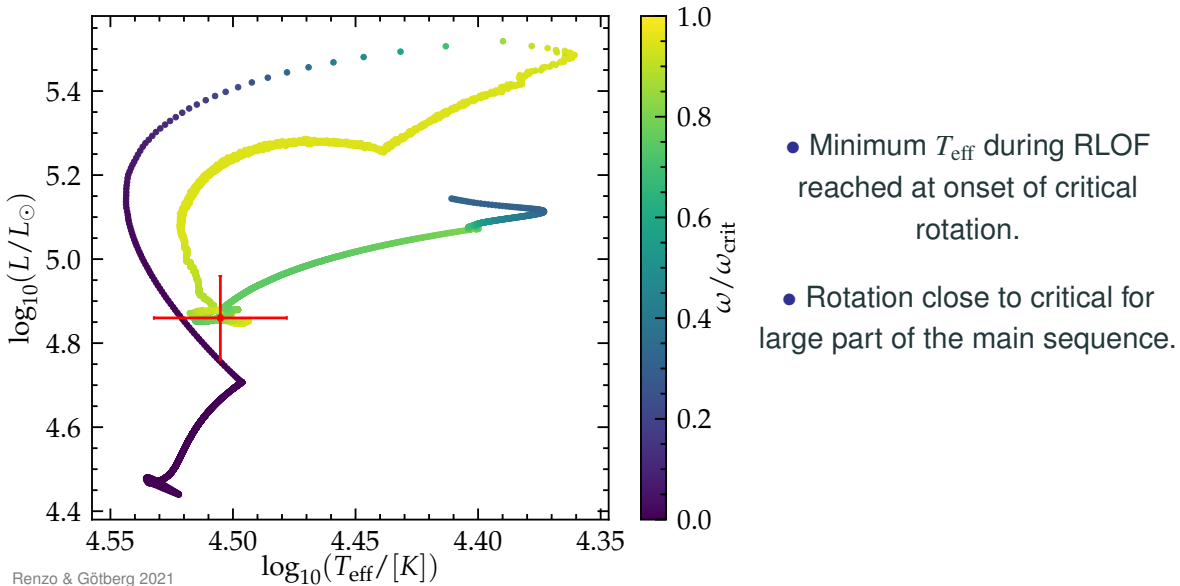 5.4
5.2
5.0
4.8
4.6
4.4
log₁₀(L/L⊙)
4.55 4.50 4.45 4.40 4.35
log₁₀(T_eff/[K])
1.0
0.8
0.6
0.4
0.2
0.0
ω/ω_crit
• Minimum T_eff during RLOF
reached at onset of critical
rotation.
• Rotation close to critical for
large part of the main sequence.
Renzo & Götberg 2021